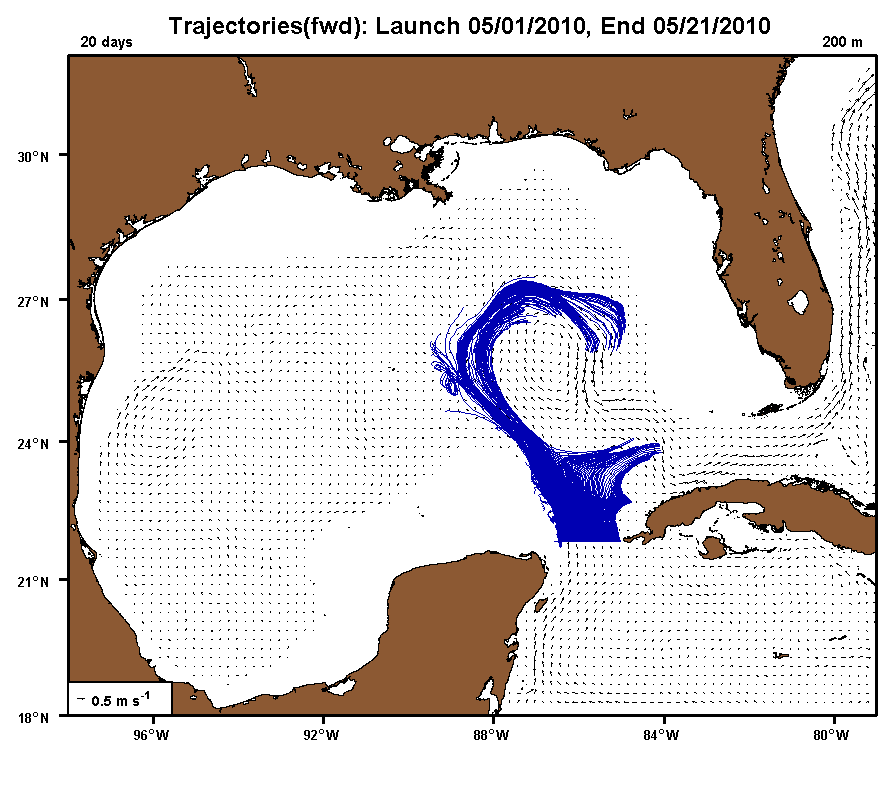 Trajectories(fwd): Launch 05/01/2010, End 05/21/2010
20 days 200 m
30°N
27°N
24°N
21°N
18°N
~ 0.5 m s-1
96°W 92°W 88°W 84°W 80°W